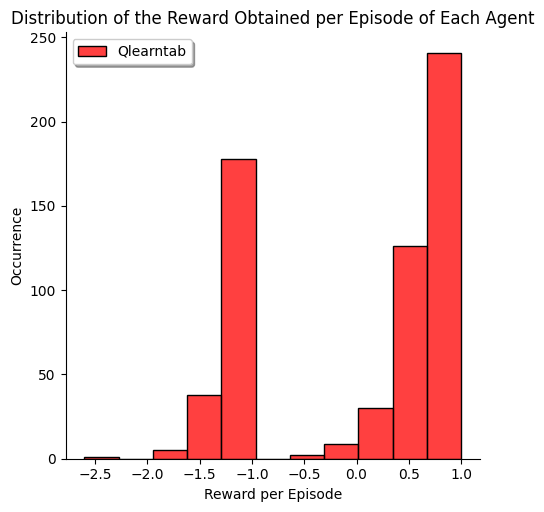 Distribution of the Reward Obtained per Episode of Each Agent
Qlearntab
250
200
150
100
50
0
Occurrence
−2.5 −2.0 −1.5 −1.0 −0.5 0.0 0.5 1.0
Reward per Episode